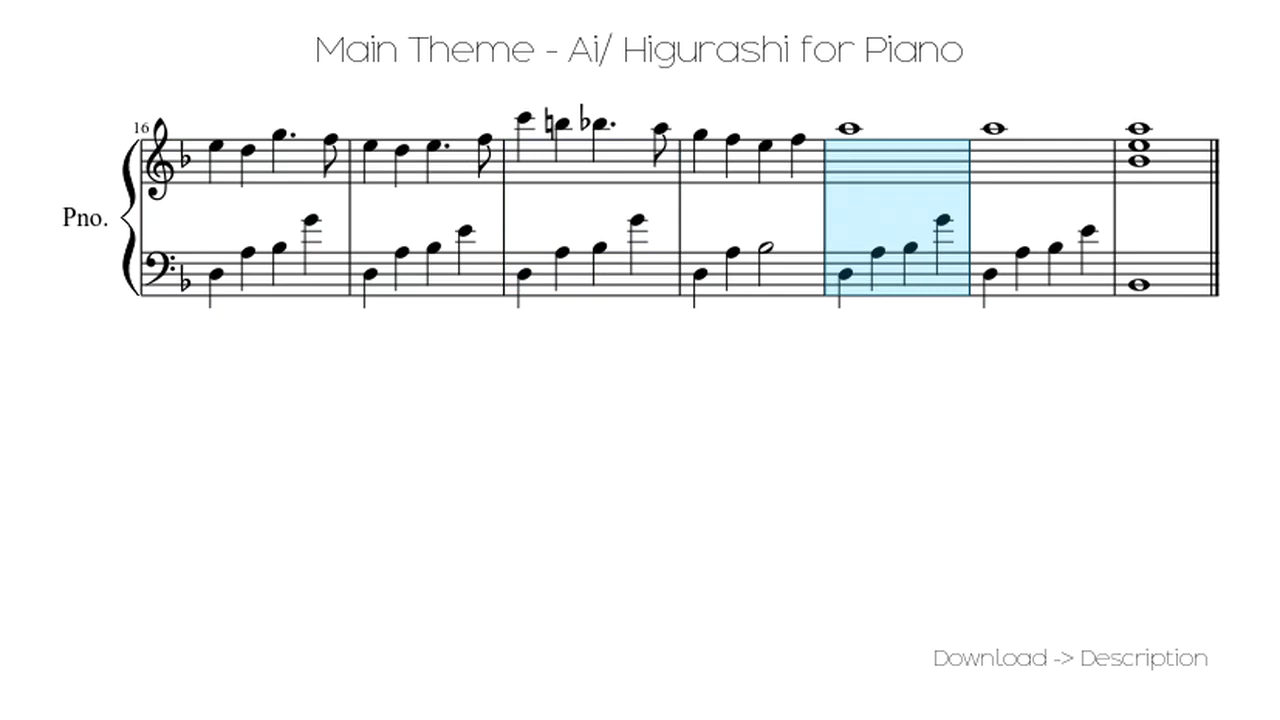 Main Theme - Ai/ Higurashi for Piano
16
Pno.
Download -> Description